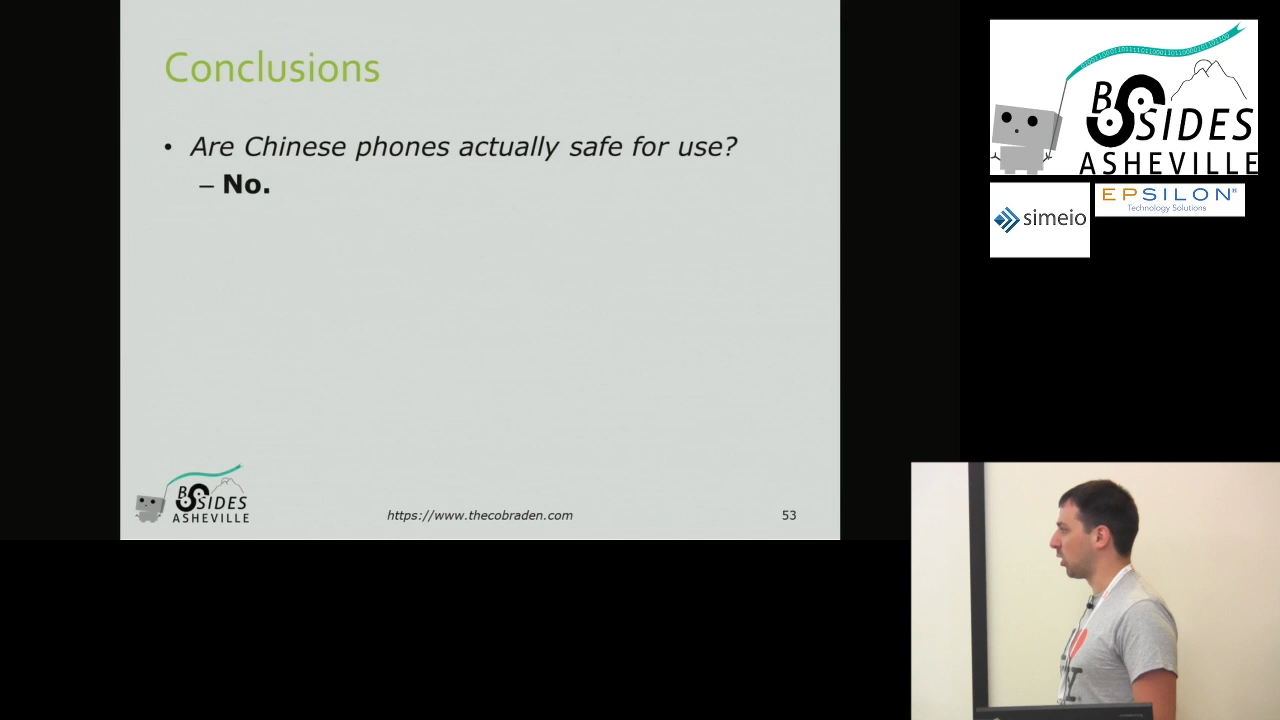 Conclusions
• Are Chinese phones actually safe for use?
– No.
BSIDES
ASHEVILLE
https://www.thecobraden.com
53
BSIDES
ASHEVILLE
simeio
EPSILON®
Technology Solutions